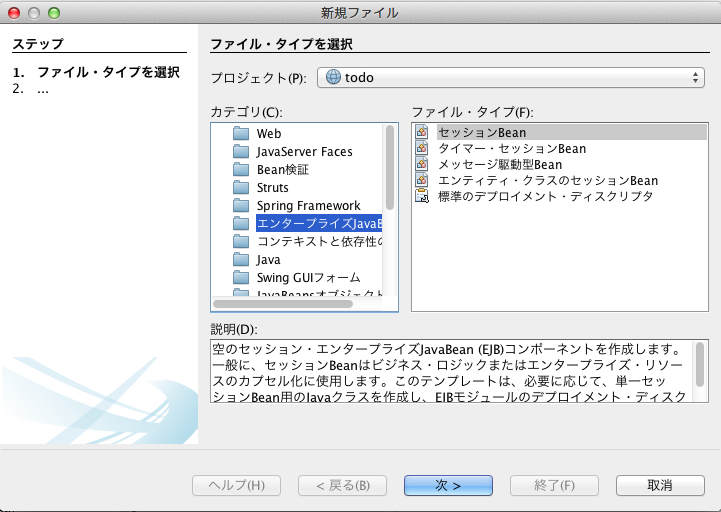 新規ファイル
ステップ
1. ファイル・タイプを選択
2. ...
ファイル・タイプを選択
プロジェクト(P): todo
カテゴリ(C):
Web
JavaServer Faces
Bean検証
Struts
Spring Framework
エンタープライズJavaB
コンテキストと依存性の
Java
Swing GUIフォーム
JavaBeansオブジェクト
ファイル・タイプ(F):
セッションBean
タイマー・セッションBean
メッセージ駆動型Bean
エンティティ・クラスのセッションBean
標準のデプロイメント・ディスクリプタ
説明(D):
空のセッション・エンタープライズJavaBean (EJB)コンポーネントを作成します。
一般に、セッションBeanはビジネス・ロジックまたはエンタープライズ・リソー
スのカプセル化に使用します。このテンプレートは、必要に応じて、単一セッ
ションBean用のJavaクラスを作成し、EJBモジュールのデプロイメント・ディスク
ヘルプ(H)
< 戻る(B)
次 >
終了(F)
取消